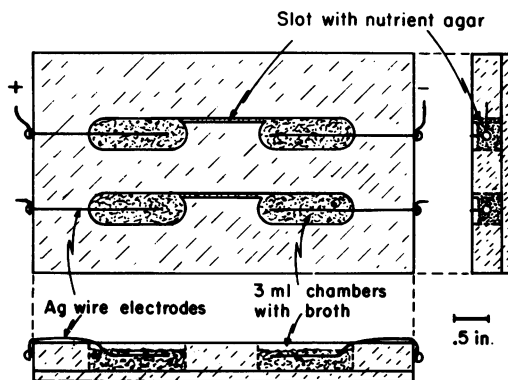 Slot with nutrient agar
+
−
Ag wire electrodes
3 ml chambers
with broth
.5 in.